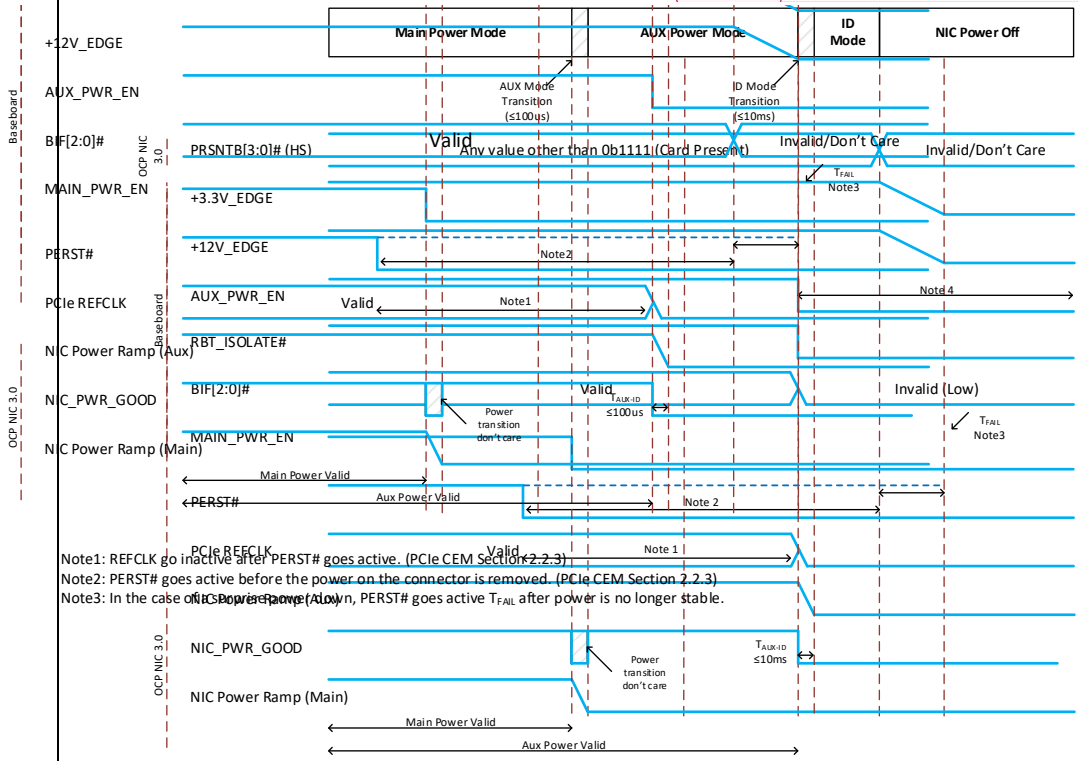 Main Power Mode
AUX Power Mode
ID
Mode
NIC Power Off
+12V_EDGE
AUX_PWR_EN
AUX Mode
Transition
(≤100us)
ID Mode
Transition
(≤10ms)
Baseboard
BIF[2:0]#
Valid
Invalid/Don't Care
OCP NIC
3.0
PRSNTB[3:0]# (HS)
Any value other than 0b1111 (Card Present)
Invalid/Don't Care
MAIN_PWR_EN
+3.3V_EDGE
TFAIL
Note3
PERST#
+12V_EDGE
Note2
PCIe REFCLK
AUX_PWR_EN
Valid
Note1
Note 4
Baseboard
NIC Power Ramp (Aux)
RBT_ISOLATE#
NIC_PWR_GOOD
BIF[2:0]#
Valid
Invalid (Low)
TAUX-ID
≤100us
Power
transition
don't care
TFAIL
Note3
OCP NIC 3.0
NIC Power Ramp (Main)
MAIN_PWR_EN
Main Power Valid
Aux Power Valid
PERST#
Note 2
PCIe REFCLK
Valid
Note 1
Note1: REFCLK go inactive after PERST# goes active. (PCIe CEM Section 2.2.3)
Note2: PERST# goes active before the power on the connector is removed. (PCIe CEM Section 2.2.3)
Note3: In the case of a surprise power down, PERST# goes active TFAIL after power is no longer stable.
NIC Power Ramp (Aux)
OCP NIC 3.0
NIC_PWR_GOOD
TAUX-ID
≤10ms
Power
transition
don't care
NIC Power Ramp (Main)
Main Power Valid
Aux Power Valid